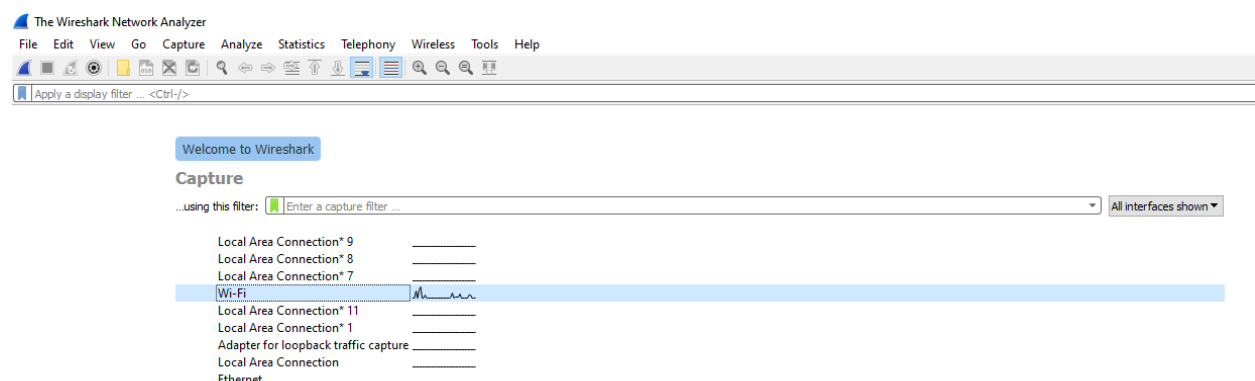 The Wireshark Network Analyzer
File Edit View Go Capture Analyze Statistics Telephony Wireless Tools Help
Apply a display filter ... <Ctrl-/>
Welcome to Wireshark
Capture
...using this filter: Enter a capture filter ... All interfaces shown
Local Area Connection* 9
Local Area Connection* 8
Local Area Connection* 7
Wi-Fi
Local Area Connection* 11
Local Area Connection* 1
Adapter for loopback traffic capture
Local Area Connection
Ethernet